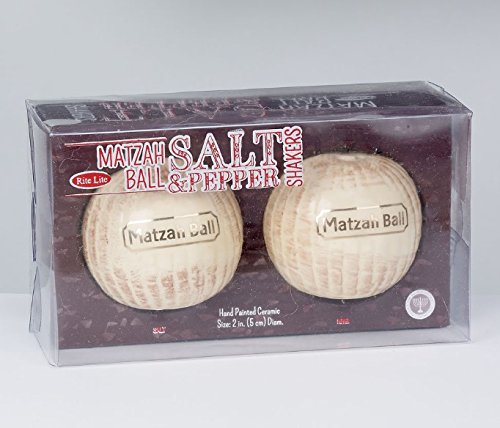 MATZAH BALL
SALT & PEPPER
SHAKERS
Rite Lite
Matzah Ball
Matzah Ball
Hand Painted Ceramic
Size: 2 in. (5 cm) Diam.
SALT